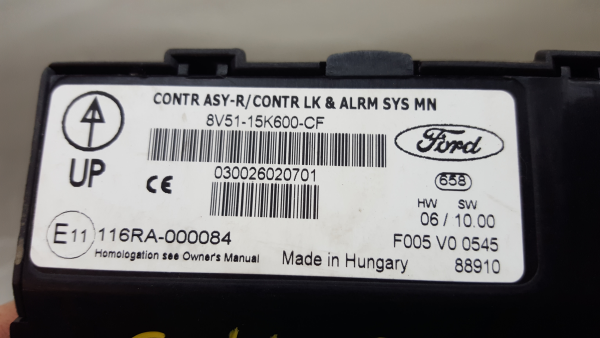 CONTR ASY-R/CONTR LK & ALRM SYS MN
8V51-15K600-CF
Ford
UP
030026020701
658
HW SW
06 / 10.00
E11 116RA-000084
F005 V0 0545
Homologation see Owner's Manual
Made in Hungary
88910